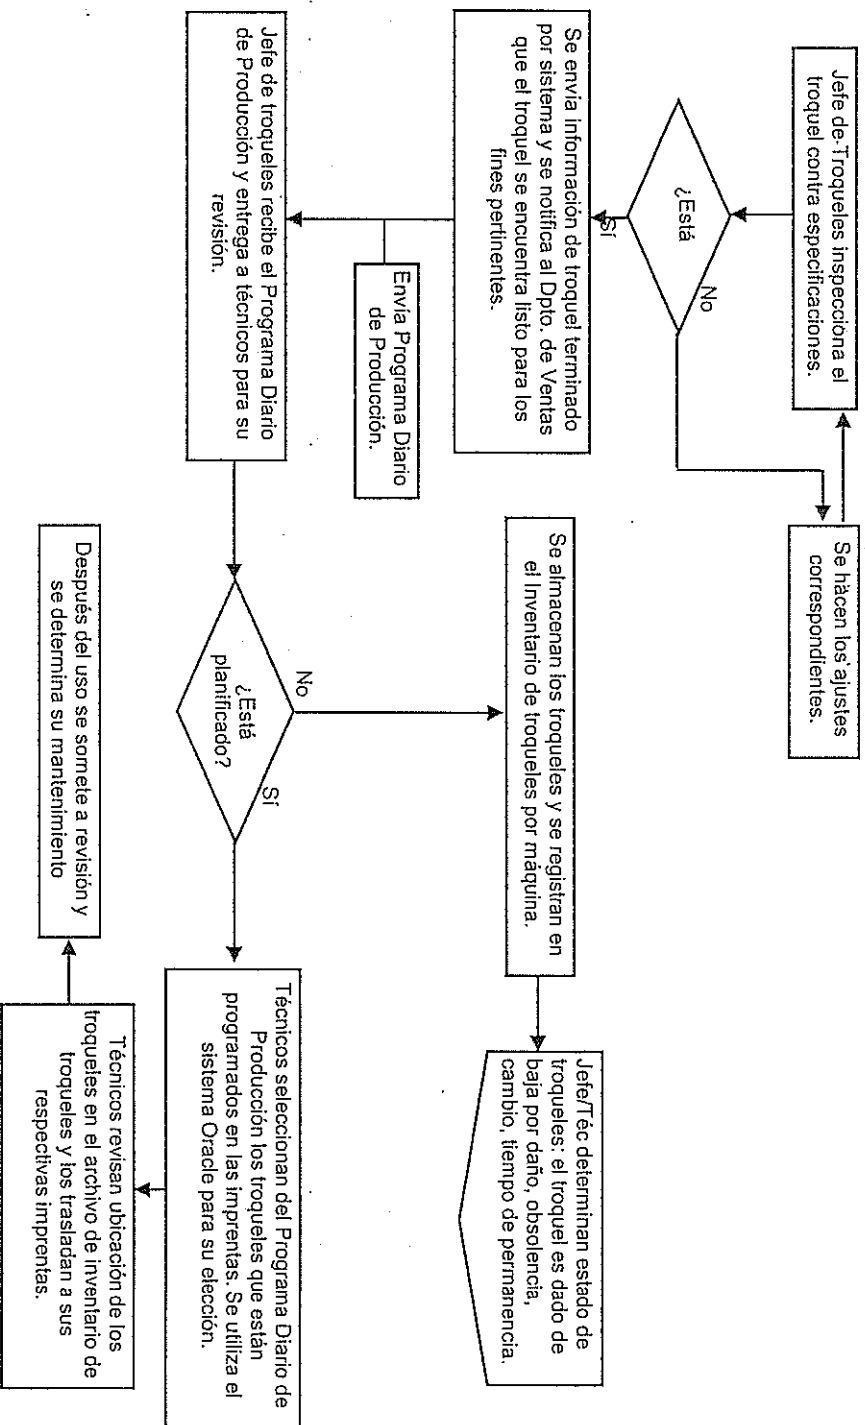 Jefe de Troqueles inspecciona el
troquel contra especificaciones.
Se hàcen los ajustes
correspondientes.
¿Está
No
Sí
Se envia información de troquel terminado
por sistema y se notifica al Dpto. de Ventas
que el troquel se encuentra listo para los
fines pertinentes.
Envía Programa Diario
de Producción.
Jefe de troqueles recibe el Programa Diario
de Producción y entrega a técnicos para su
revisión.
¿Está
planificado?
No
Sí
Se almacenan los troqueles y se registran en
el Inventario de troqueles por máquina.
Jefe/Téc determinan estado de
troqueles: el troquel es dado de
baja por daño, obsolencia,
cambio, tiempo de permanencia.
Técnicos seleccionan del Programa Diario de
Producción los troqueles que están
programados en las imprentas. Se utiliza el
sistema Oracle para su elección.
Técnicos revisan ubicación de los
troqueles en el archivo de inventario de
troqueles y los trasladan a sus
respectivas imprentas.
Después del uso se somete a revisión y
se determina su mantenimiento